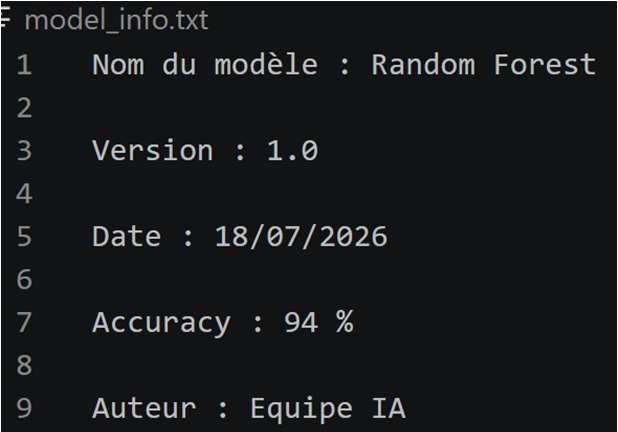 model_info.txt
1 Nom du modèle : Random Forest
2
3 Version : 1.0
4
5 Date : 18/07/2026
6
7 Accuracy : 94 %
8
9 Auteur : Equipe IA